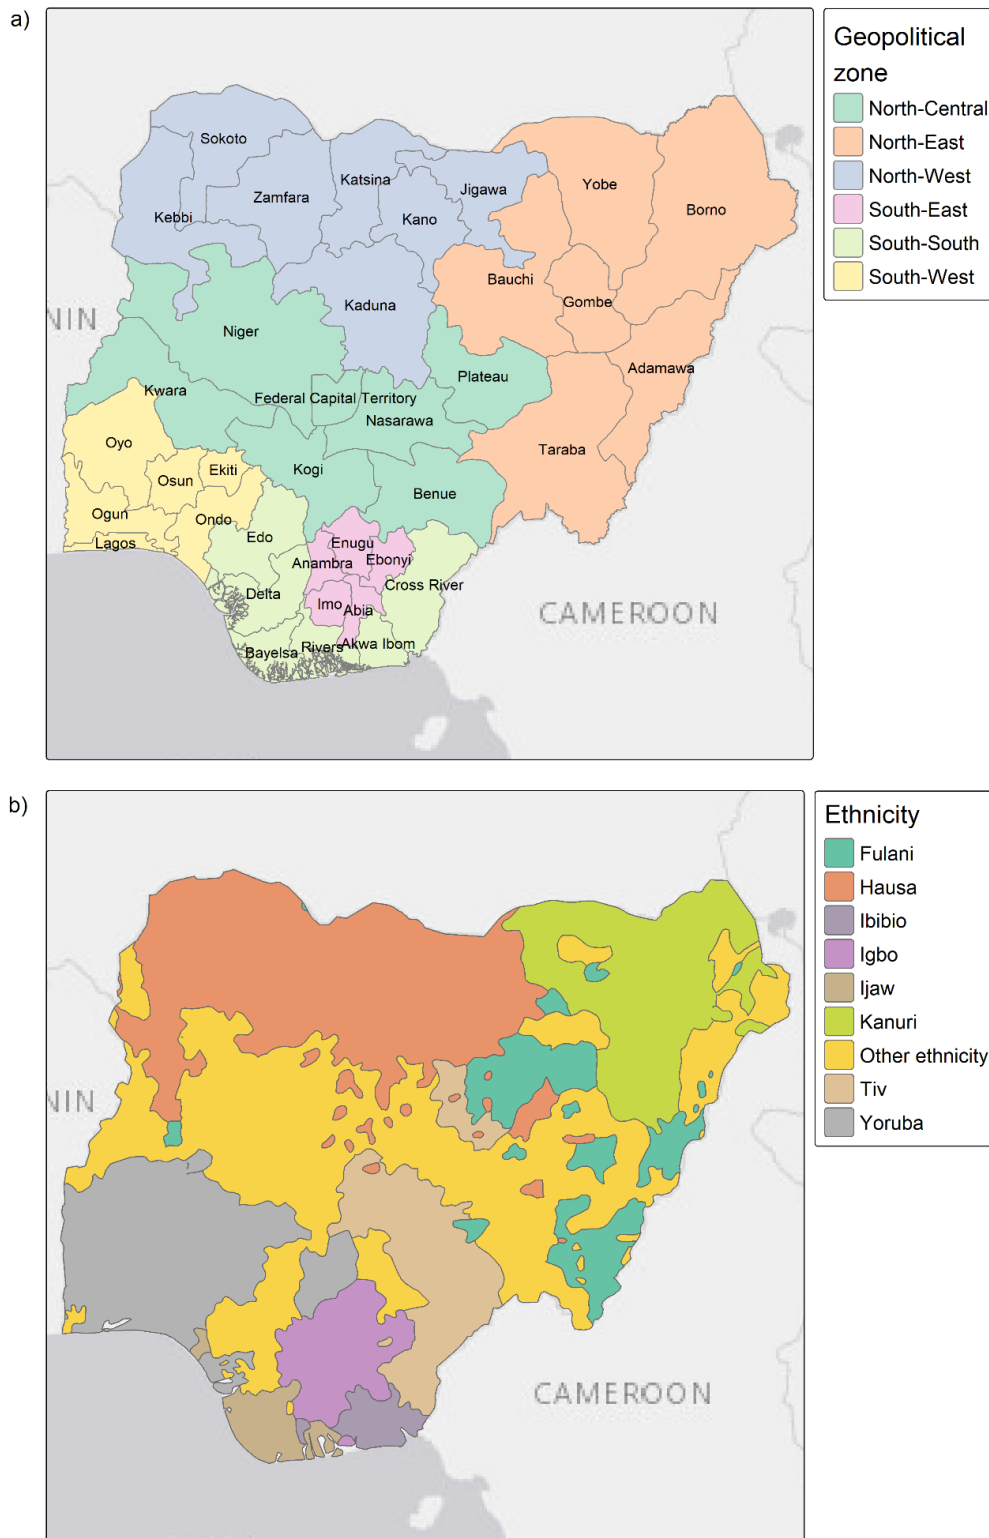 a)
Geopolitical
zone
North-Central
North-East
North-West
South-East
South-South
South-West
Sokoto
Katsina
Jigawa
Yobe
Zamfara
Kebbi
Kano
Borno
Bauchi
Kaduna
Gombe
NIN
Niger
Plateau
Adamawa
Kwara
Federal Capital Territory
Nasarawa
Oyo
Taraba
Ekiti
Osun
Kogi
Benue
Ogun
Ondo
Lagos
Edo
Enugu
Anambra
Ebonyi
Delta
Cross River
Imo
Abia
CAMEROON
Bayelsa
Rivers
Akwa Ibom
b)
Ethnicity
Fulani
Hausa
Ibibio
Igbo
Ijaw
Kanuri
Other ethnicity
Tiv
Yoruba
NIN
CAMEROON